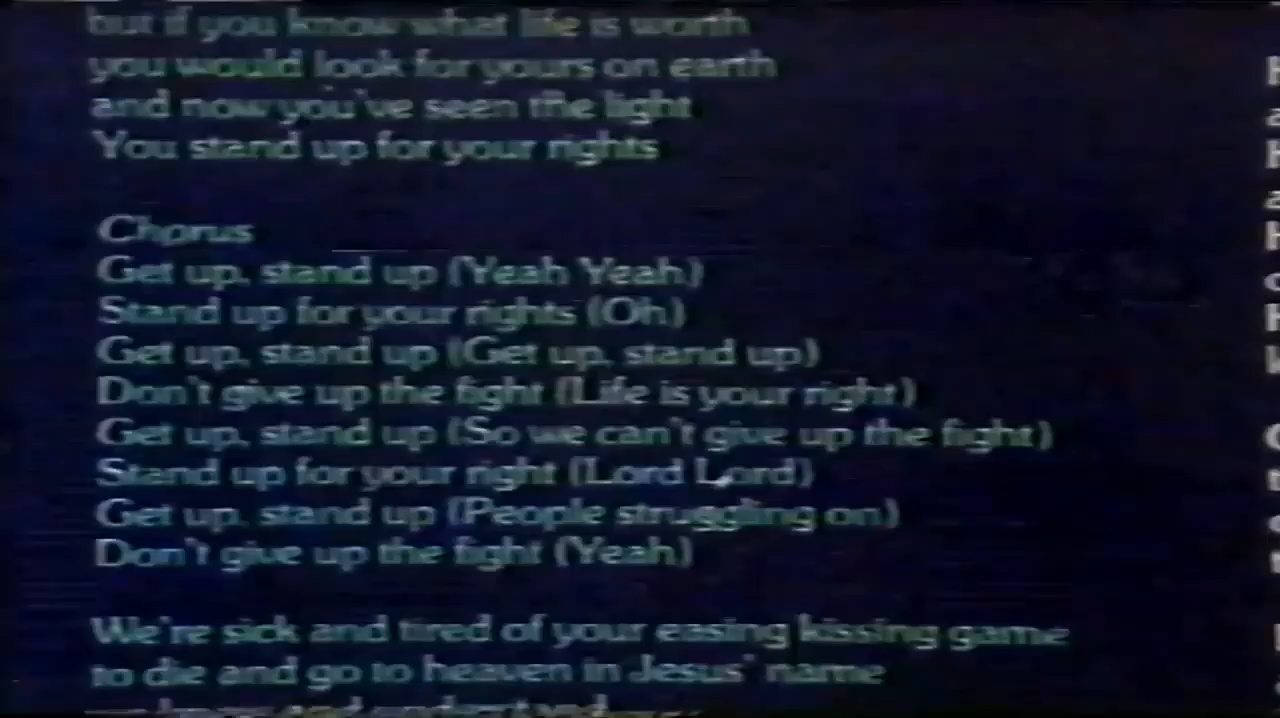 but if you know what life is worth
you would look for yours on earth
and now you've seen the light
You stand up for your rights
Chorus
Get up, stand up (Yeah Yeah)
Stand up for your rights (Oh)
Get up, stand up (Get up, stand up)
Don't give up the fight (Life is your right)
Get up, stand up (So we can't give up the fight)
Stand up for your right (Lord Lord)
Get up, stand up (People struggling on)
Don't give up the fight (Yeah)
We're sick and tired of your easing kissing game
to die and go to heaven in Jesus' name
know and understand